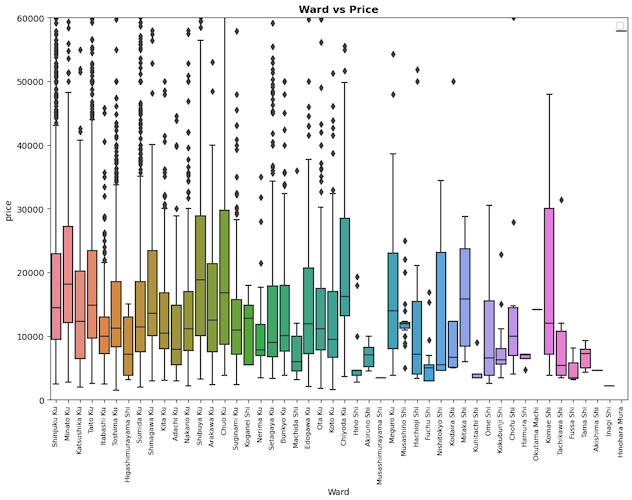 Ward vs Price
60000
50000
40000
30000
20000
10000
0
price
Shinjuku Ku
Minato Ku
Katsushika Ku
Taito Ku
Itabashi Ku
Toshima Ku
Higashimurayama Shi
Sumida Ku
Shinagawa Ku
Kita Ku
Adachi Ku
Nakano Ku
Shibuya Ku
Arakawa Ku
Chuo Ku
Suginami Ku
Koganei Shi
Nerima Ku
Setagaya Ku
Bunkyo Ku
Machida Shi
Edogawa Ku
Ota Ku
Koto Ku
Chiyoda Ku
Hino Shi
Akiruno Shi
Musashimurayama Shi
Meguro Ku
Musashino Shi
Hachioji Shi
Fuchu Shi
Nishitokyo Shi
Kodaira Shi
Mitaka Shi
Kunitachi Shi
Ome Shi
Kokubunji Shi
Chofu Shi
Hamura Shi
Okutama Machi
Komae Shi
Tachikawa Shi
Fussa Shi
Tama Shi
Akishima Shi
Inagi Shi
Hinohara Mura
Ward